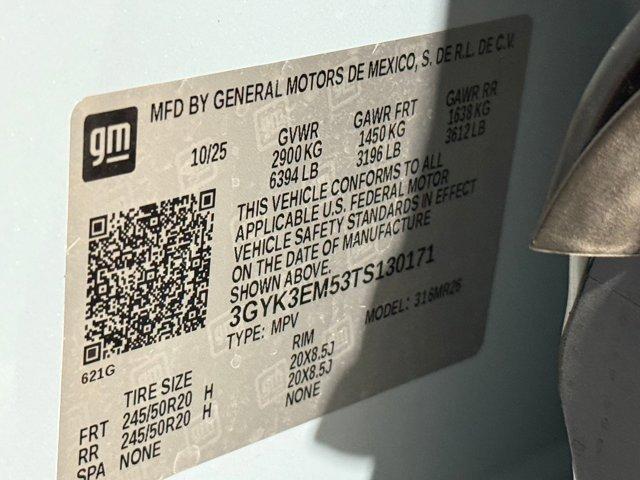 MFD BY GENERAL MOTORS DE MEXICO, S. DE R.L. DE C.V.
gm
10/25 GVWR GAWR FRT GAWR RR
2900 KG 1450 KG 1638 KG
6394 LB 3196 LB 3612 LB
THIS VEHICLE CONFORMS TO ALL
APPLICABLE U.S. FEDERAL MOTOR
VEHICLE SAFETY STANDARDS IN EFFECT
ON THE DATE OF MANUFACTURE
SHOWN ABOVE.
3GYK3EM53TS130171
TYPE: MPV MODEL: 316MR26
621G
TIRE SIZE RIM
FRT 245/50R20 H 20X8.5J
RR 245/50R20 H 20X8.5J
SPA NONE NONE